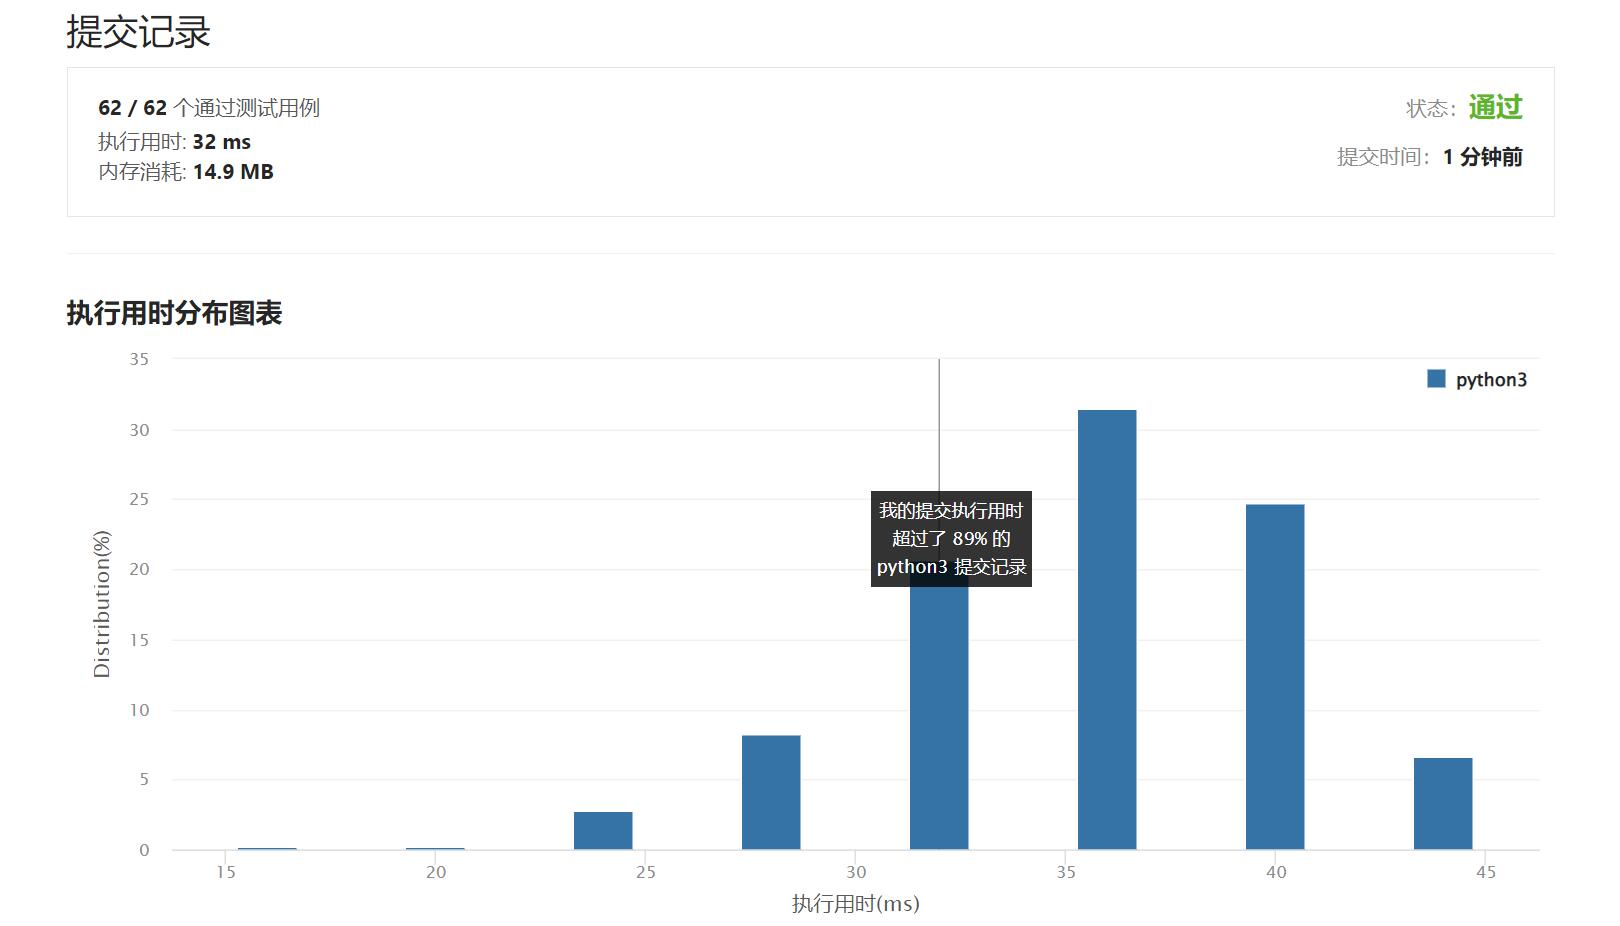 提交记录
62 / 62 个通过测试用例
状态：通过
执行用时: 32 ms
提交时间：1 分钟前
内存消耗: 14.9 MB
执行用时分布图表
35
python3
30
25
我的提交执行用时
超过了 89% 的
python3 提交记录
20
Distribution(%)
15
10
5
0
15
20
25
30
35
40
45
执行用时(ms)